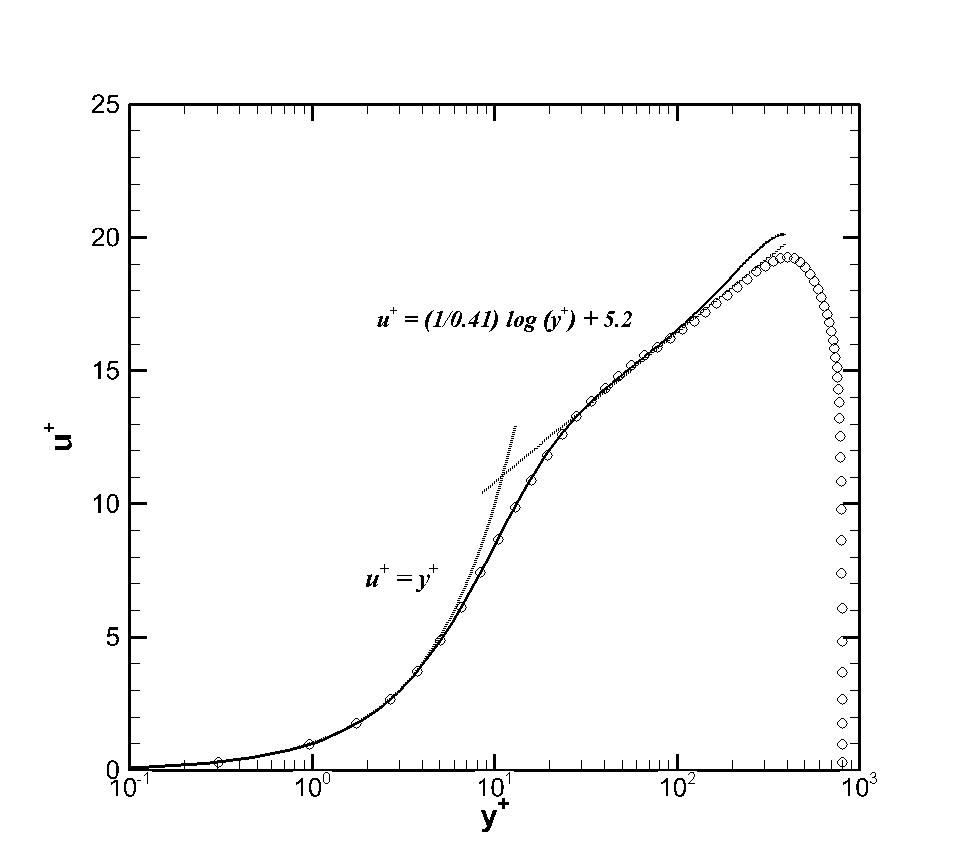 25
20
u⁺ = (1/0.41) log (y⁺) + 5.2
15
u⁺
10
u⁺ = y⁺
5
0
10⁻¹ 10⁰ 10¹ 10² 10³
y⁺